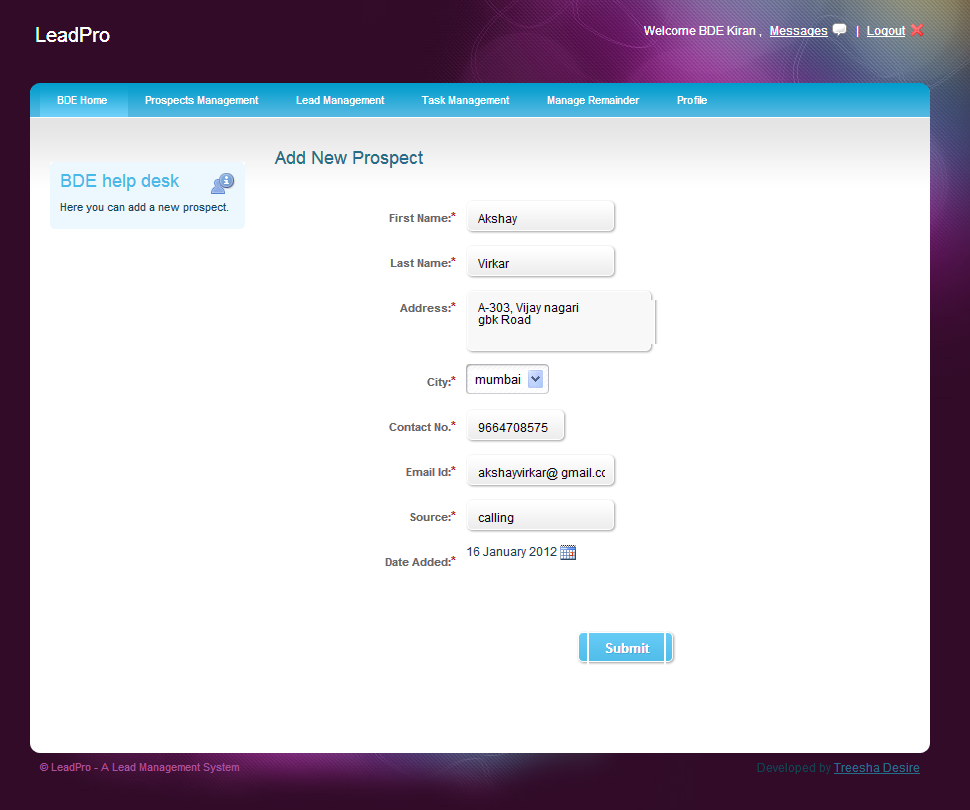 LeadPro
Welcome BDE Kiran , Messages | Logout
BDE Home Prospects Management Lead Management Task Management Manage Remainder Profile
Add New Prospect
BDE help desk
Here you can add a new prospect.
First Name:* Akshay
Last Name:* Virkar
Address:* A-303, Vijay nagari
gbk Road
City:* mumbai
Contact No.* 9664708575
Email Id:* akshayvirkar@ gmail.co
Source:* calling
Date Added:* 16 January 2012
Submit
© LeadPro - A Lead Management System
Developed by Treesha Desire